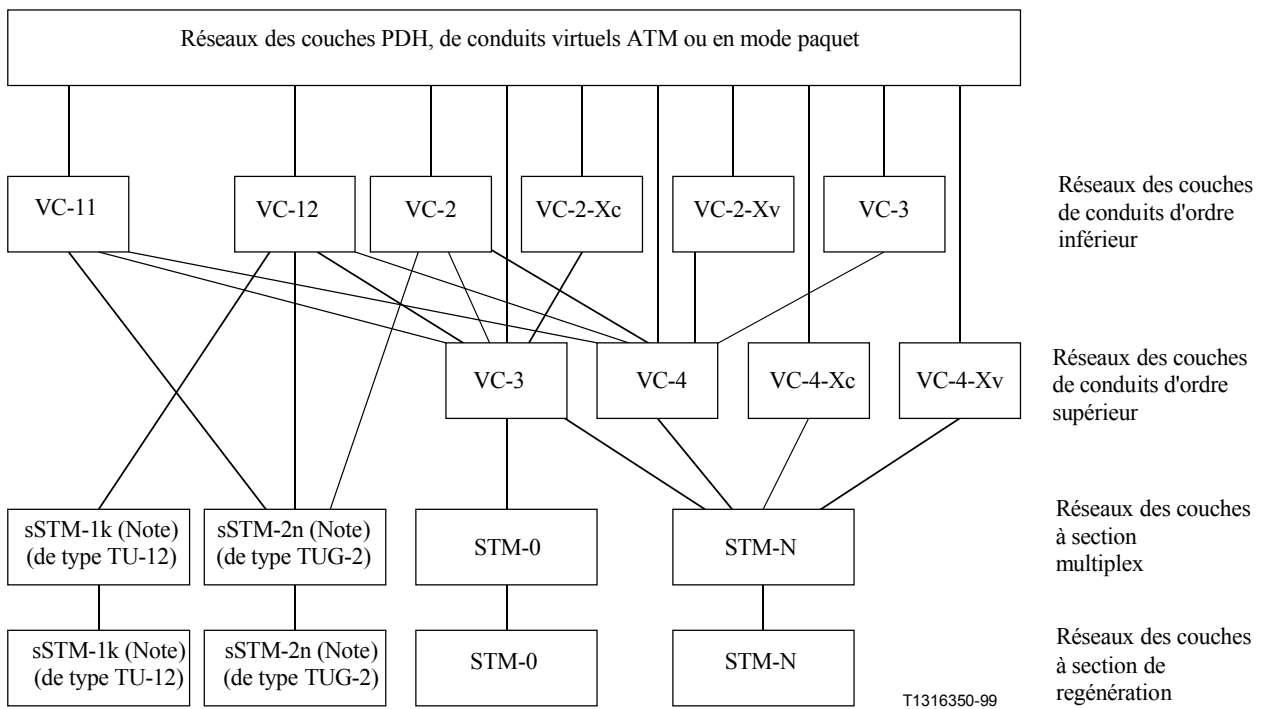 Réseaux des couches PDH, de conduits virtuels ATM ou en mode paquet
VC-11
VC-12
VC-2
VC-2-Xc
VC-2-Xv
VC-3
Réseaux des couches
de conduits d'ordre
inférieur
VC-3
VC-4
VC-4-Xc
VC-4-Xv
Réseaux des couches
de conduits d'ordre
supérieur
sSTM-1k (Note)
(de type TU-12)
sSTM-2n (Note)
(de type TUG-2)
STM-0
STM-N
Réseaux des couches
à section
multiplex
sSTM-1k (Note)
(de type TU-12)
sSTM-2n (Note)
(de type TUG-2)
STM-0
STM-N
Réseaux des couches
à section de
regénération
T1316350-99